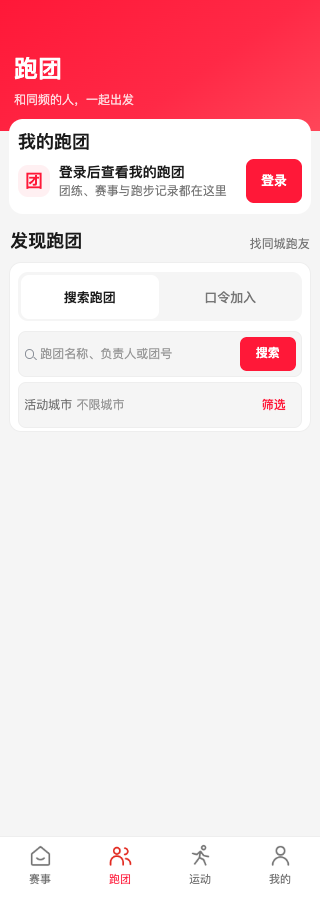 跑团
和同频的人，一起出发
我的跑团
团
登录后查看我的跑团
团练、赛事与跑步记录都在这里
登录
发现跑团
找同城跑友
搜索跑团
口令加入
跑团名称、负责人或团号
搜索
活动城市 不限城市
筛选
赛事
跑团
运动
我的